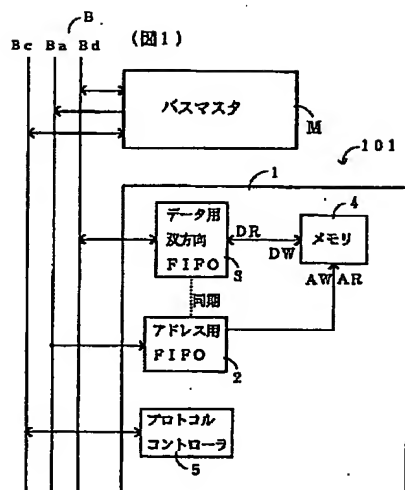 B
Bc Ba Bd (図1)
バスマスタ
M
101
1
データ用
双方向
FIFO
3
DR
DW
4
メモリ
AW AR
同期
アドレス用
FIFO
2
プロトコル
コントローラ
5